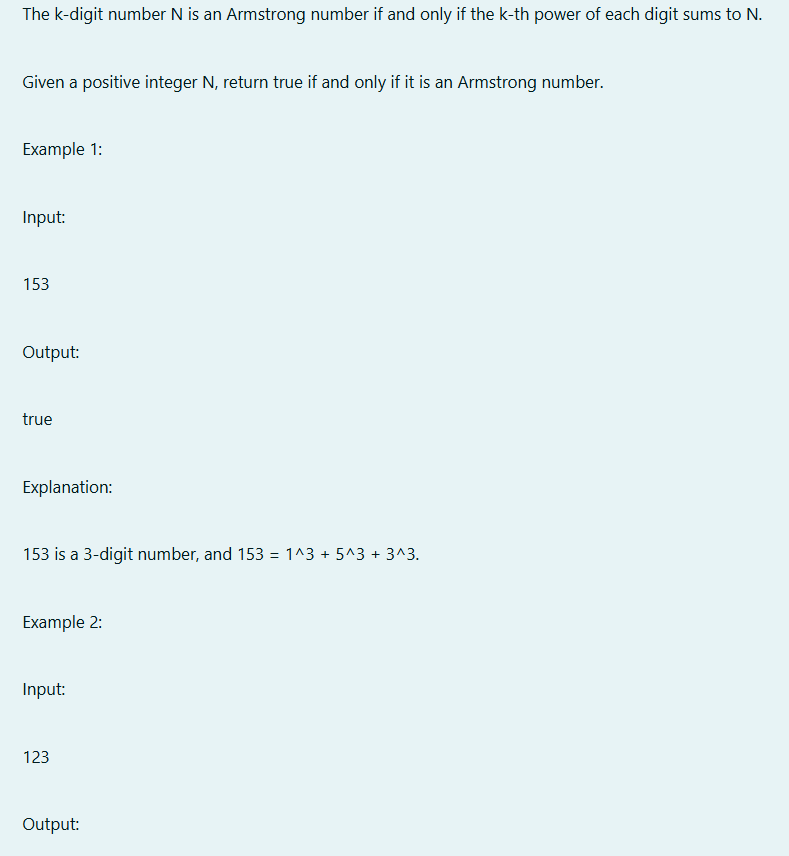 The k-digit number N is an Armstrong number if and only if the k-th power of each digit sums to N.
Given a positive integer N, return true if and only if it is an Armstrong number.
Example 1:
Input:
153
Output:
true
Explanation:
153 is a 3-digit number, and 153 = 1^3 + 5^3 + 3^3.
Example 2:
Input:
123
Output: